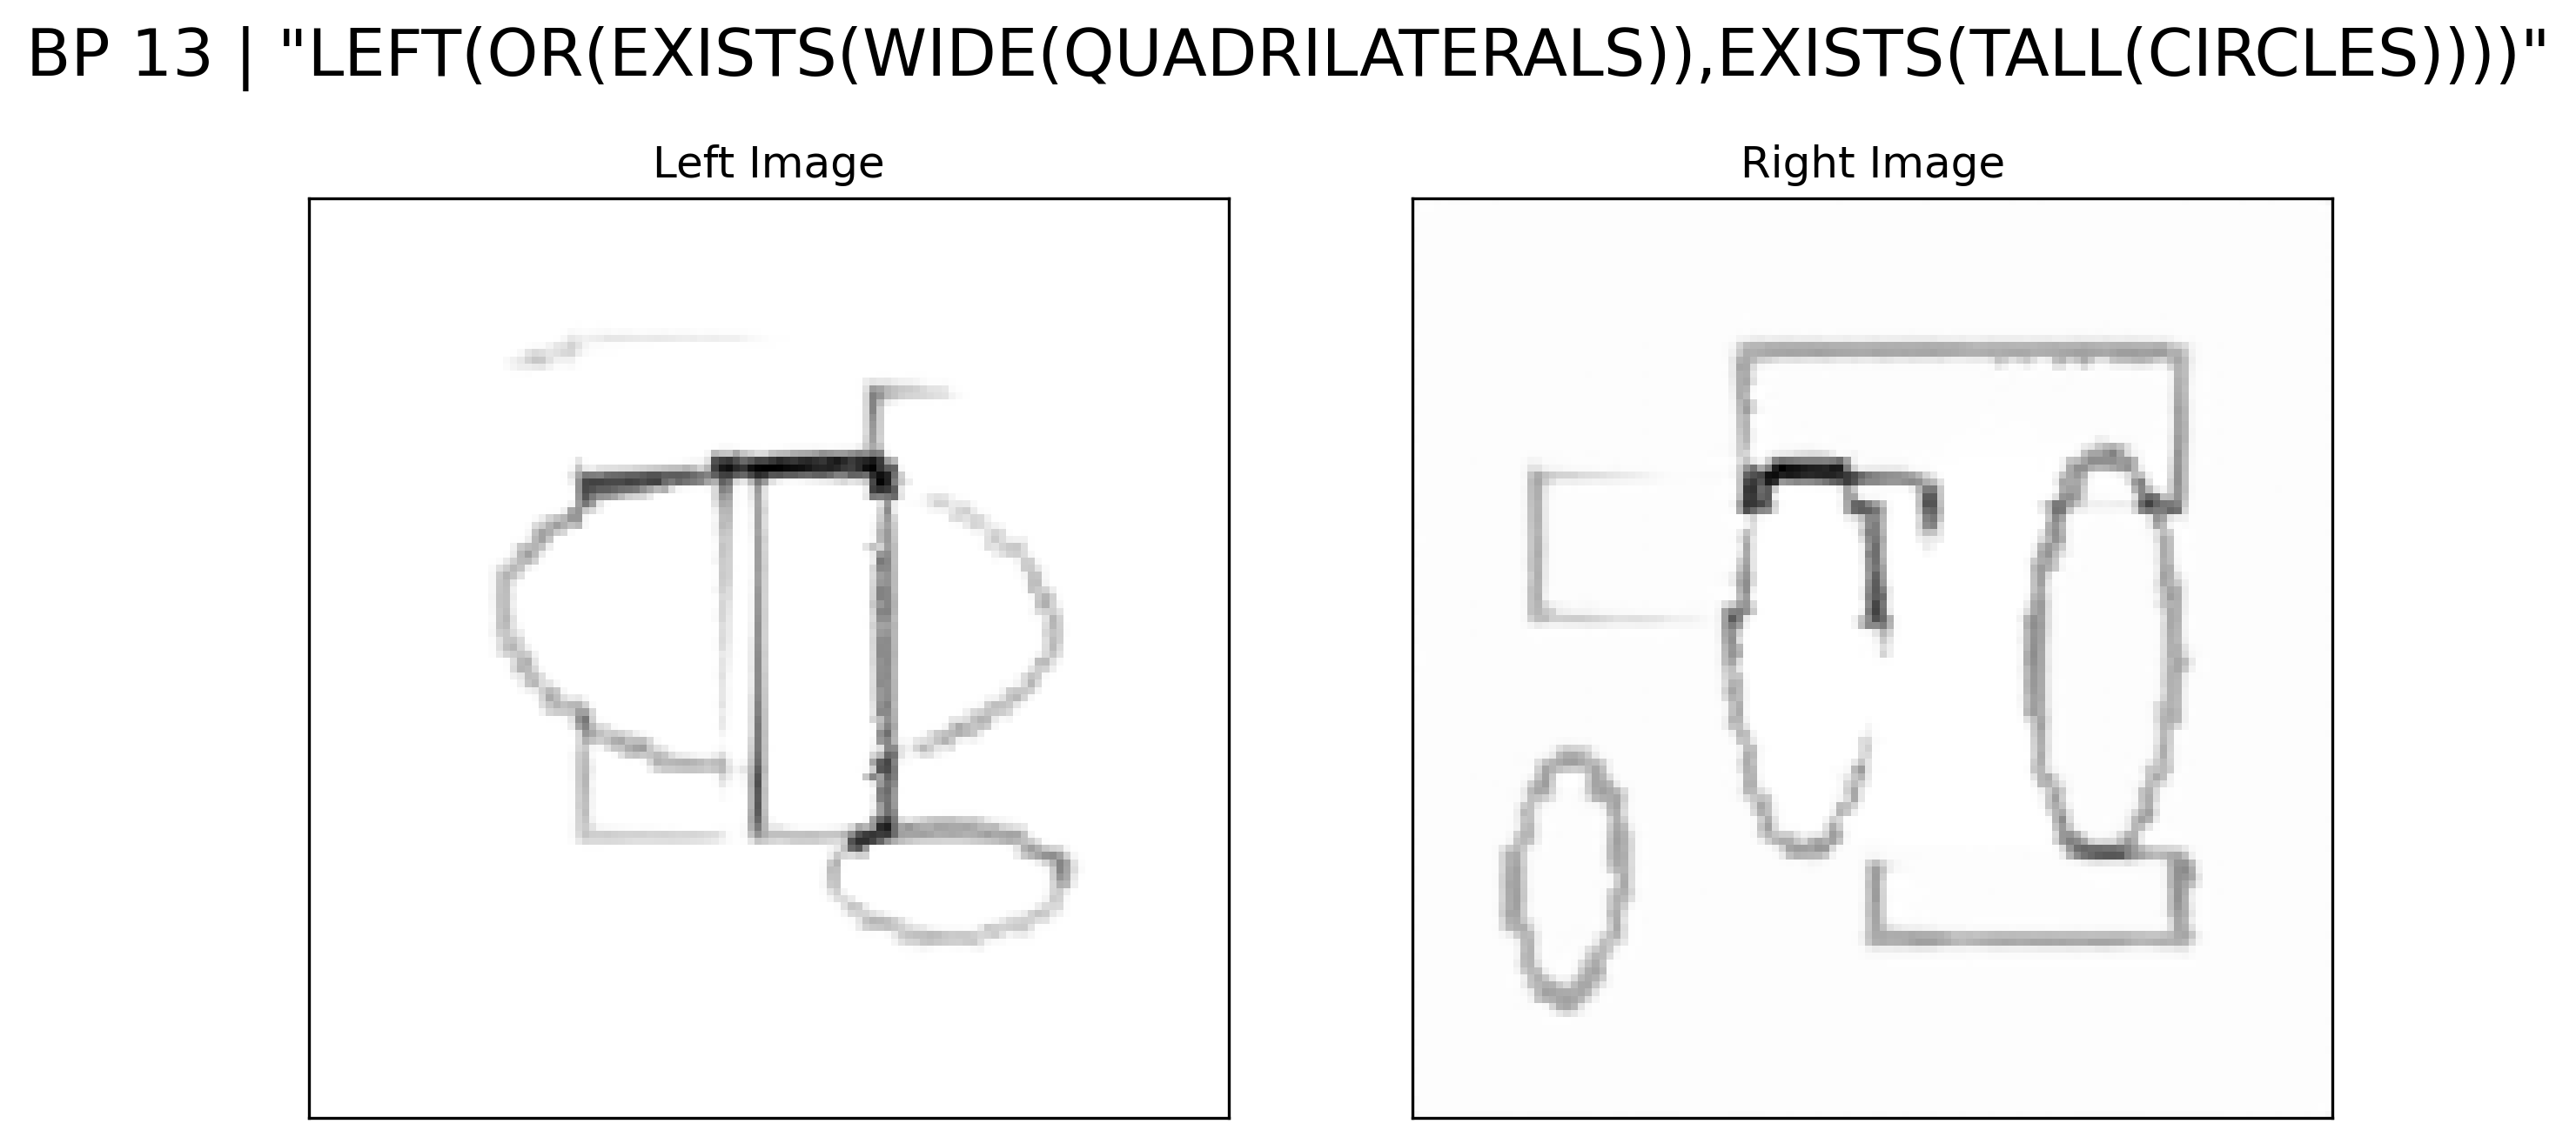 BP 13 | "LEFT(OR(EXISTS(WIDE(QUADRILATERALS)),EXISTS(TALL(CIRCLES))))"
Left Image
Right Image